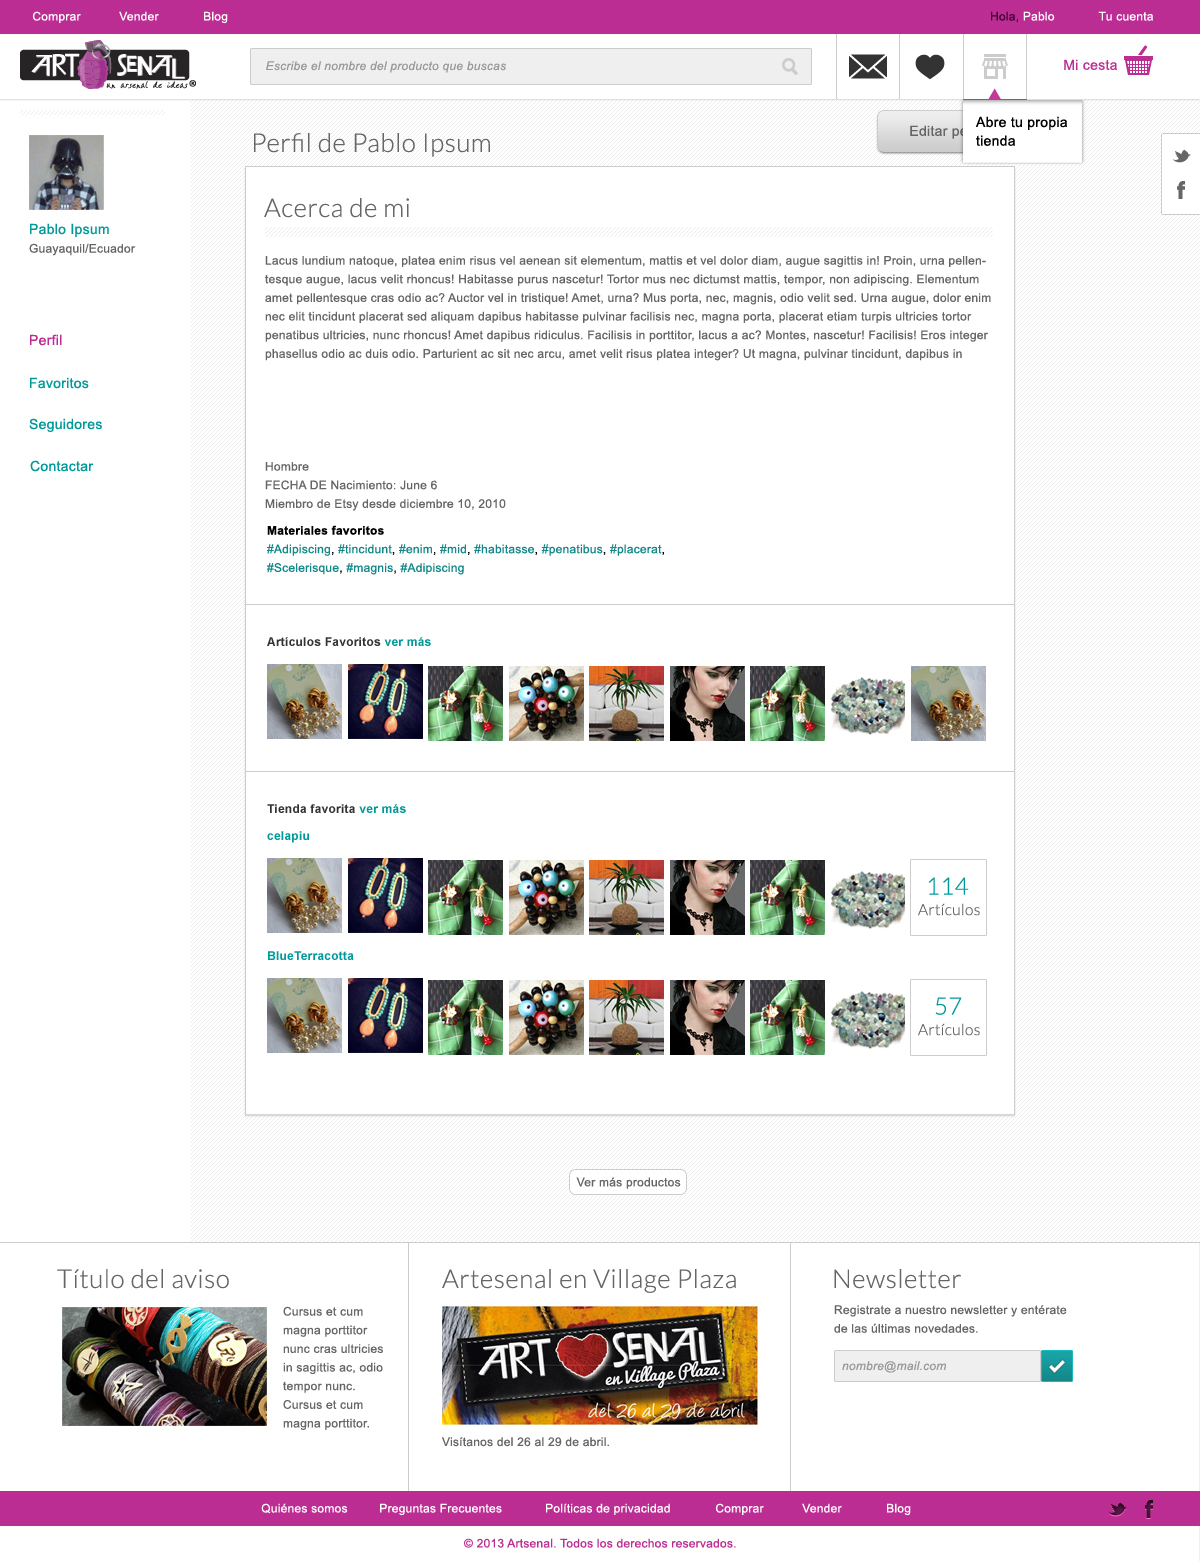 Comprar Vender Blog Hola, Pablo Tu cuenta
ARTSENAL®
un arsenal de ideas
Escribe el nombre del producto que buscas
Mi cesta
Abre tu propia
tienda
Pablo Ipsum
Guayaquil/Ecuador
Perfil
Favoritos
Seguidores
Contactar
Perfil de Pablo Ipsum
Editar pe
Acerca de mi
Lacus lundium natoque, platea enim risus vel aenean sit elementum, mattis et vel dolor diam, augue sagittis in! Proin, urna pellen-
tesque augue, lacus velit rhoncus! Habitasse purus nascetur! Tortor mus nec dictumst mattis, tempor, non adipiscing. Elementum
amet pellentesque cras odio ac? Auctor vel in tristique! Amet, urna? Mus porta, nec, magnis, odio velit sed. Urna augue, dolor enim
nec elit tincidunt placerat sed aliquam dapibus habitasse pulvinar facilisis nec, magna porta, placerat etiam turpis ultricies tortor
penatibus ultricies, nunc rhoncus! Amet dapibus ridiculus. Facilisis in porttitor, lacus a ac? Montes, nascetur! Facilisis! Eros integer
phasellus odio ac duis odio. Parturient ac sit nec arcu, amet velit risus platea integer? Ut magna, pulvinar tincidunt, dapibus in
Hombre
FECHA DE Nacimiento: June 6
Miembro de Etsy desde diciembre 10, 2010
Materiales favoritos
#Adipiscing, #tincidunt, #enim, #mid, #habitasse, #penatibus, #placerat,
#Scelerisque, #magnis, #Adipiscing
Artículos Favoritos ver más
Tienda favorita ver más
celapiu
114
Artículos
BlueTerracotta
57
Artículos
Ver más productos
Título del aviso
Cursus et cum
magna porttitor
nunc cras ultricies
in sagittis ac, odio
tempor nunc.
Cursus et cum
magna porttitor.
Artesenal en Village Plaza
ART SENAL
en Village Plaza
del 26 al 29 de abril
Visítanos del 26 al 29 de abril.
Newsletter
Registrate a nuestro newsletter y entérate
de las últimas novedades.
nombre@mail.com
Quiénes somos Preguntas Frecuentes Políticas de privacidad Comprar Vender Blog
© 2013 Artsenal. Todos los derechos reservados.